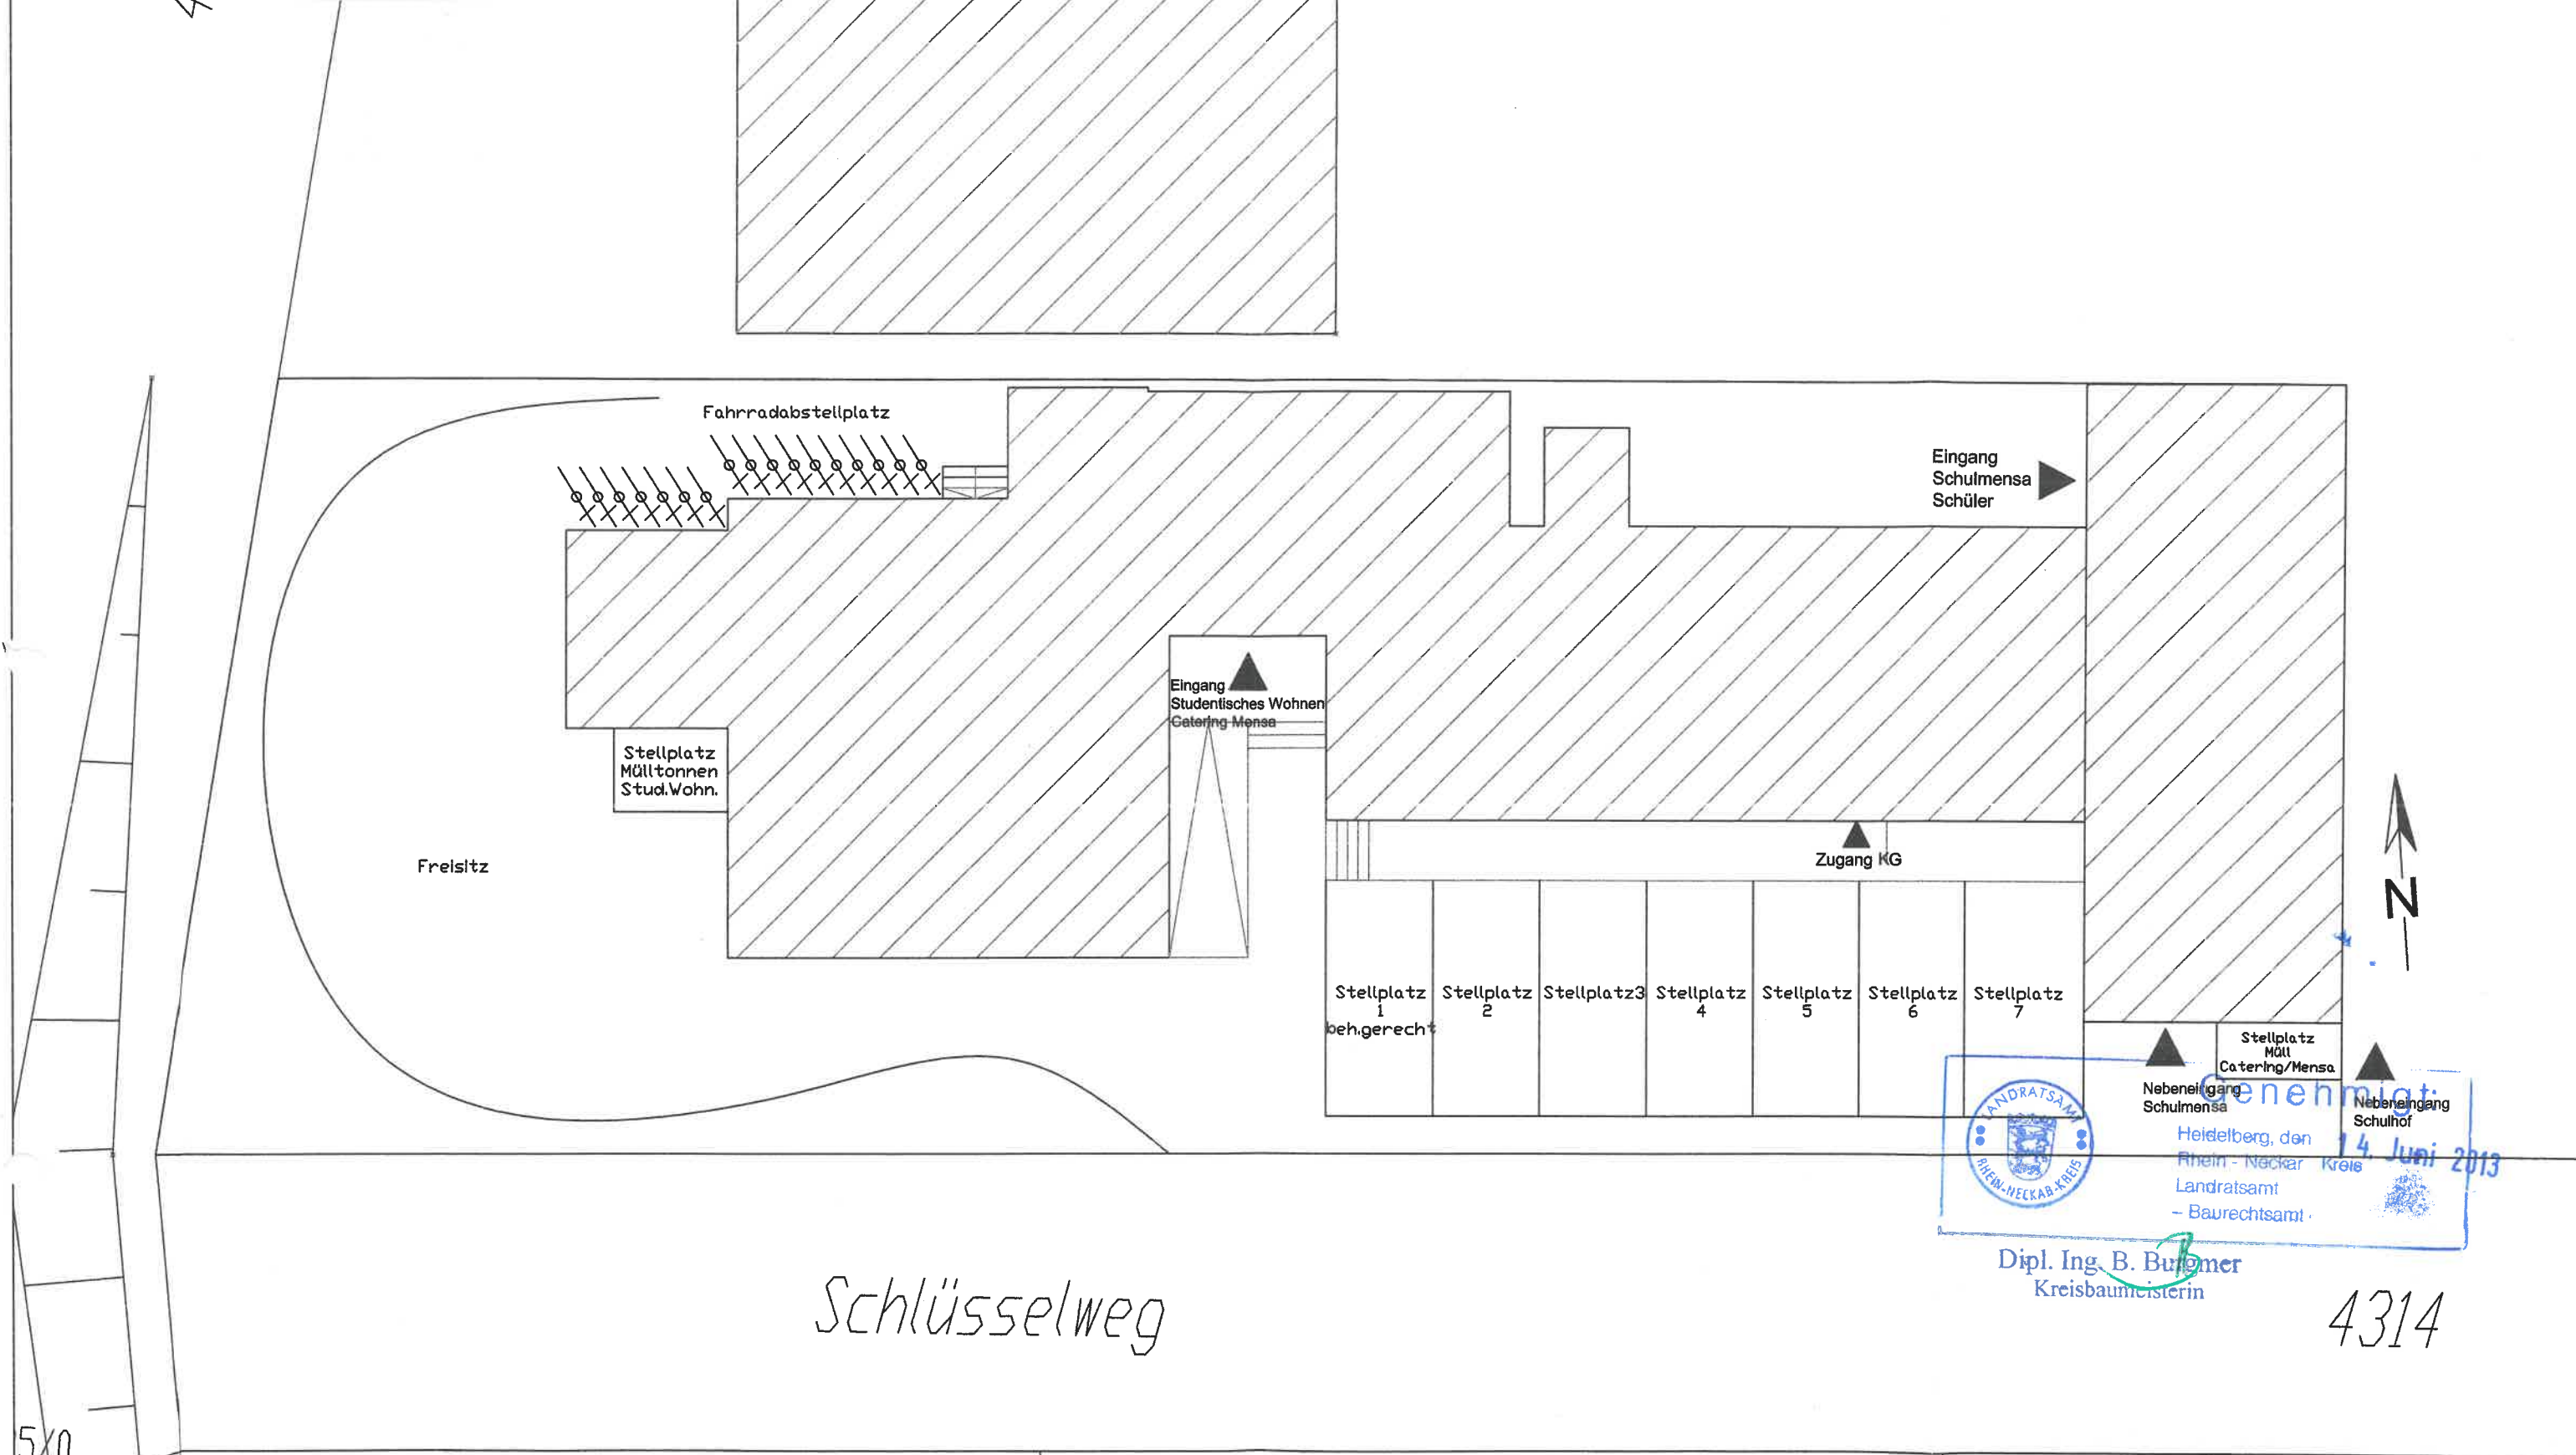 Fahrradabstellplatz
Eingang
Schulmensa
Schüler
Eingang
Studentisches Wohnen
Catering Mensa
Stellplatz
Mülltonnen
Stud.Wohn.
Freisitz
Zugang KG
N
Stellplatz
1
beh.gerecht
Stellplatz
2
Stellplatz3
Stellplatz
4
Stellplatz
5
Stellplatz
6
Stellplatz
7
Stellplatz
Müll
Catering/Mensa
Nebeneingang
Schulmensa
Nebeneingang
Schulhof
Genehmigt:
LANDRATSAMT
RHEIN-NECKAR-KREIS
Heidelberg, den
14. Juni 2013
Rhein - Neckar Kreis
Landratsamt
- Baurechtsamt -
Dipl. Ing. B. Burgmer
Kreisbaumeisterin
Schlüsselweg
4314